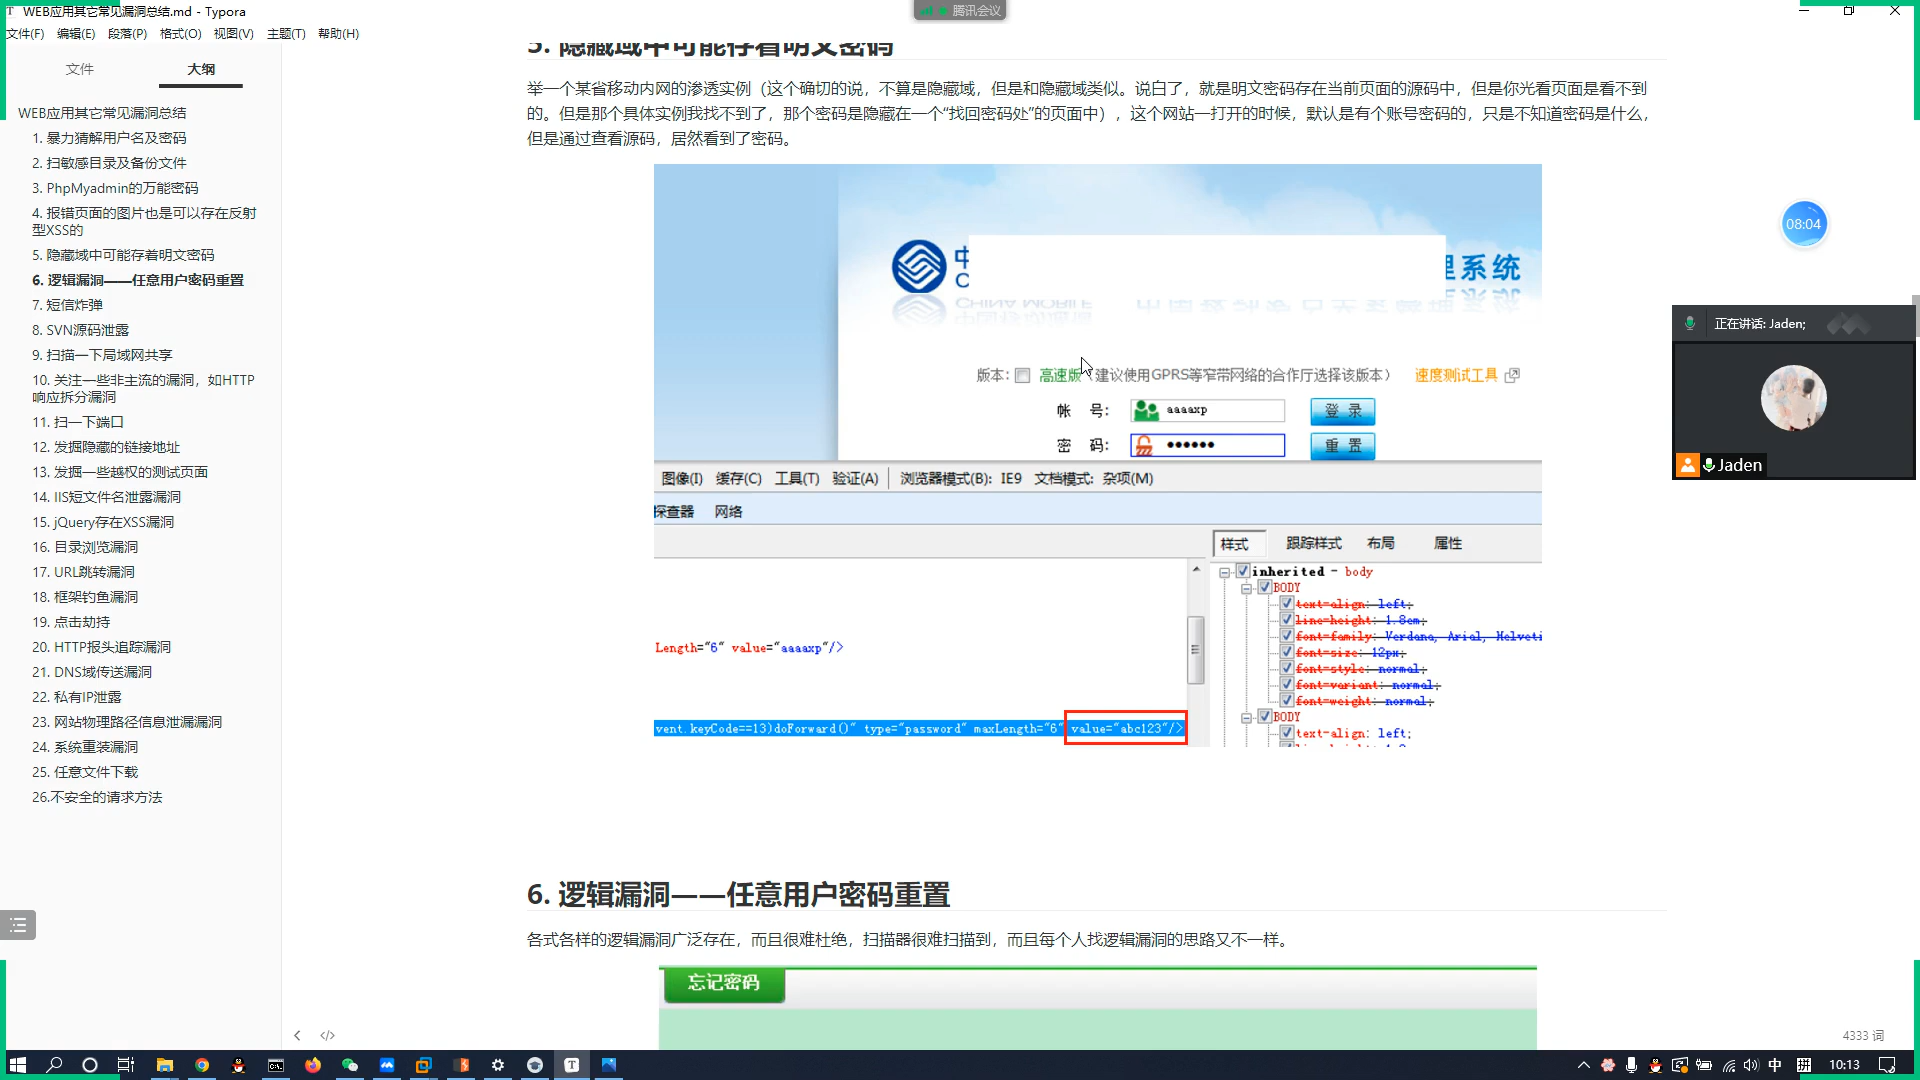 WEB应用其它常见漏洞总结.md - Typora
腾讯会议
文件(F) 编辑(E) 段落(P) 格式(O) 视图(V) 主题(T) 帮助(H)
文件 大纲
WEB应用其它常见漏洞总结
1. 暴力猜解用户名及密码
2. 扫敏感目录及备份文件
3. PhpMyadmin的万能密码
4. 报错页面的图片也是可以存在反射
型XSS的
5. 隐藏域中可能存着明文密码
6. 逻辑漏洞——任意用户密码重置
7. 短信炸弹
8. SVN源码泄露
9. 扫描一下局域网共享
10. 关注一些非主流的漏洞，如HTTP
响应拆分漏洞
11. 扫一下端口
12. 发掘隐藏的链接地址
13. 发掘一些越权的测试页面
14. IIS短文件名泄露漏洞
15. jQuery存在XSS漏洞
16. 目录浏览漏洞
17. URL跳转漏洞
18. 框架钓鱼漏洞
19. 点击劫持
20. HTTP报头追踪漏洞
21. DNS域传送漏洞
22. 私有IP泄露
23. 网站物理路径信息泄漏漏洞
24. 系统重装漏洞
25. 任意文件下载
26.不安全的请求方法
5. 隐藏域中可能存着明文密码
举一个某省移动内网的渗透实例（这个确切的说，不算是隐藏域，但是和隐藏域类似。说白了，就是明文密码存在当前页面的源码中，但是你光看页面是看不到
的。但是那个具体实例我找不到了，那个密码是隐藏在一个“找回密码处”的页面中），这个网站一打开的时候，默认是有个账号密码的，只是不知道密码是什么，
但是通过查看源码，居然看到了密码。
理系统
CHINA MOBILE
版本: 高速版（建议使用GPRS等窄带网络的合作厅选择该版本） 速度测试工具
帐 号: aaaaxp 登 录
密 码: ●●●●●● 重 置
图像(I) 缓存(C) 工具(T) 验证(A) 浏览器模式(B): IE9 文档模式: 杂项(M)
探查器 网络
样式 跟踪样式 布局 属性
inherited - body
BODY
text-align: left;
line-height: 1.8em;
font-family: Verdana, Arial, Helveti
font-size: 12px;
font-style: normal;
font-variant: normal;
font-weight: normal;
BODY
text-align: left;
Length="6" value="aaaaxp"/>
vent.keyCode==13)doForward()" type="password" maxLength="6" value="abc123"/>
6. 逻辑漏洞——任意用户密码重置
各式各样的逻辑漏洞广泛存在，而且很难杜绝，扫描器很难扫描到，而且每个人找逻辑漏洞的思路又不一样。
忘记密码
08:04
正在讲话: Jaden;
Jaden
4333 词
中 拼 10:13